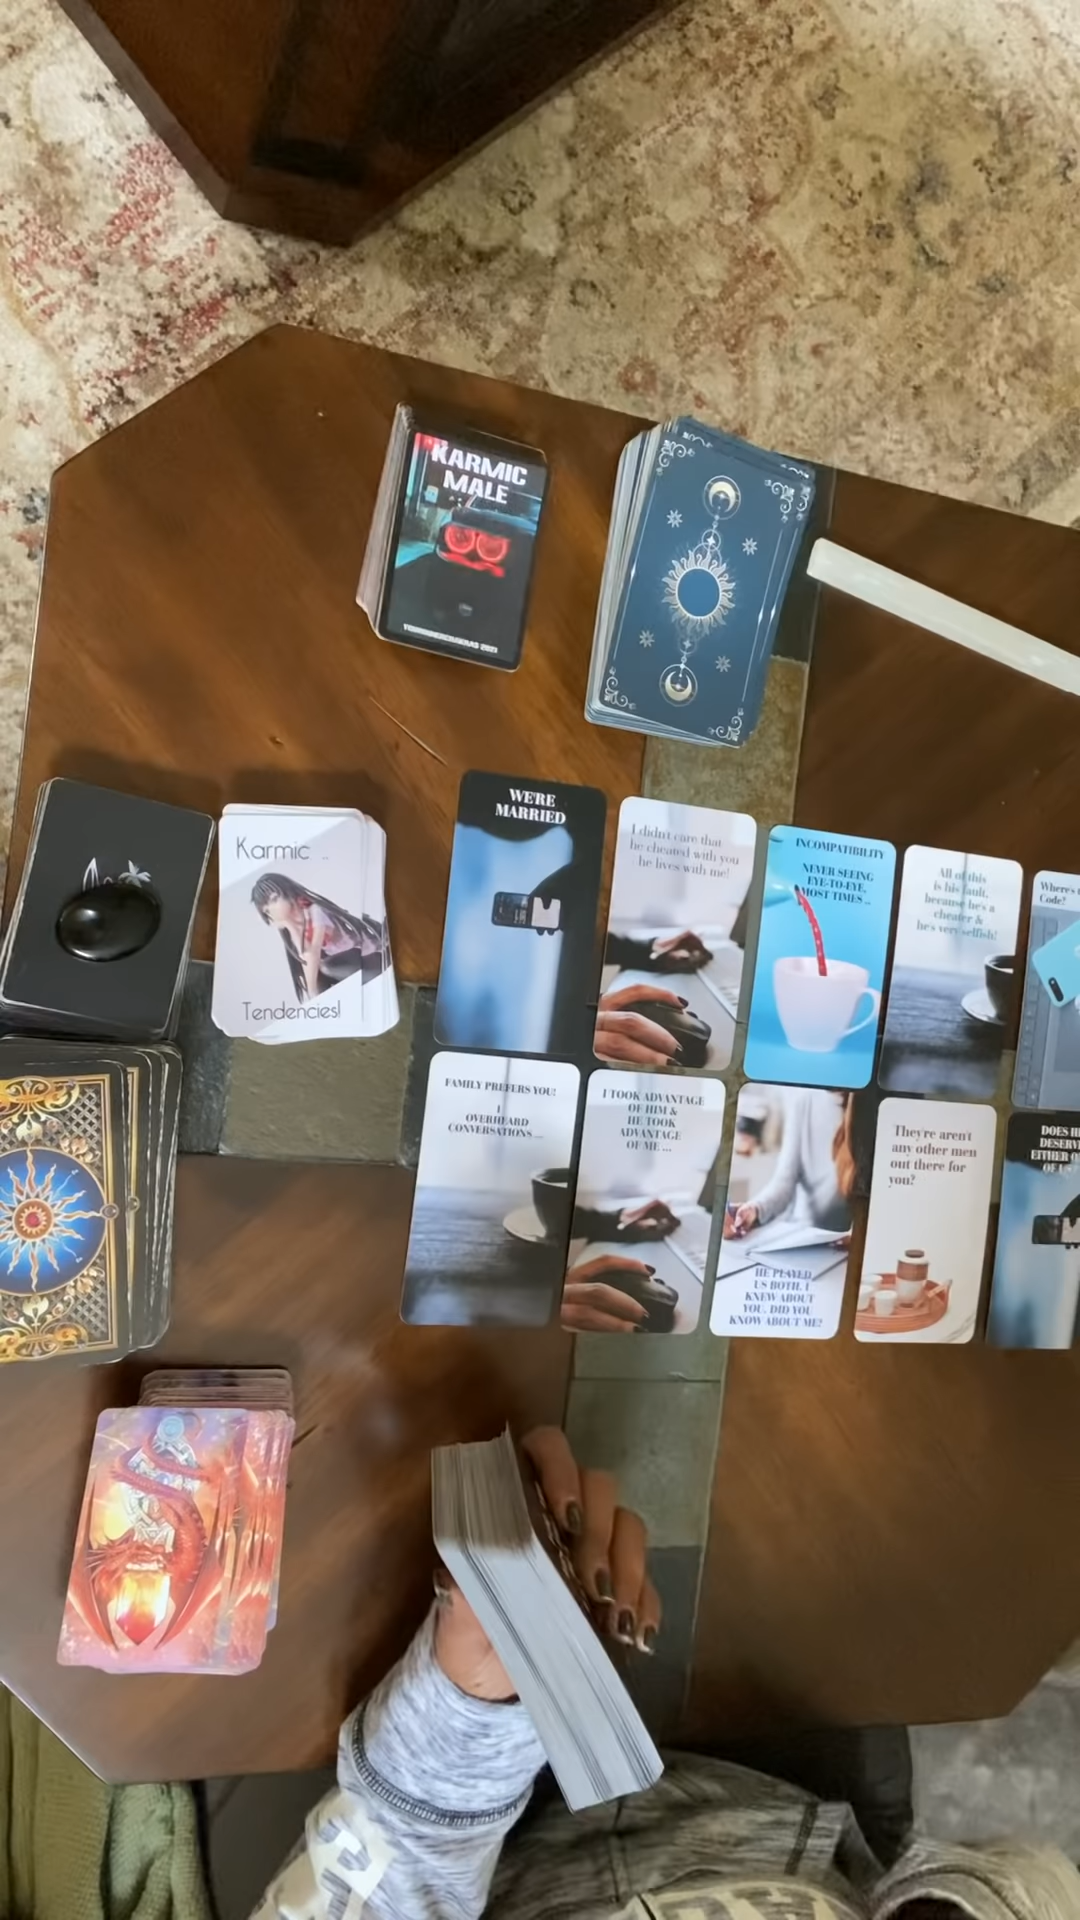 KARMIC
MALE
Karmic ..
Tendencies!
WE'RE
MARRIED
I didn't care that
he cheated with you
he lives with me!
INCOMPATIBILITY
NEVER SEEING
EYE-TO-EYE,
MOST TIMES ...
All of this
is his fault,
because he's a
cheater &
he's very selfish!
Where's
Code?
FAMILY PREFERS YOU!
I
OVERHEARD
CONVERSATIONS ...
I TOOK ADVANTAGE
OF HIM &
HE TOOK
ADVANTAGE
OF ME ...
HE PLAYED
US BOTH. I
KNEW ABOUT
YOU. DID YOU
KNOW ABOUT ME?
They're aren't
any other men
out there for
you?
DOES
DESERVE
EITHER
OF